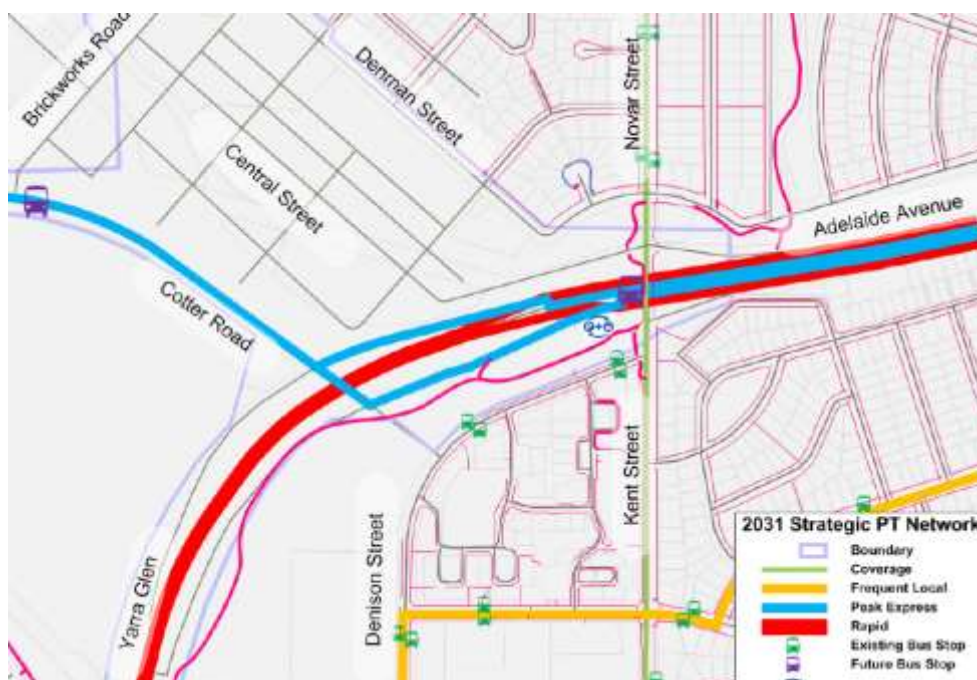 Brickworks Road
Denman Street
Novar Street
Central Street
Adelaide Avenue
Cotter Road
Kent Street
Denison Street
Yarra Glen
2031 Strategic PT Network
Boundary
Coverage
Frequent Local
Peak Express
Rapid
Existing Bus Stop
Future Bus Stop